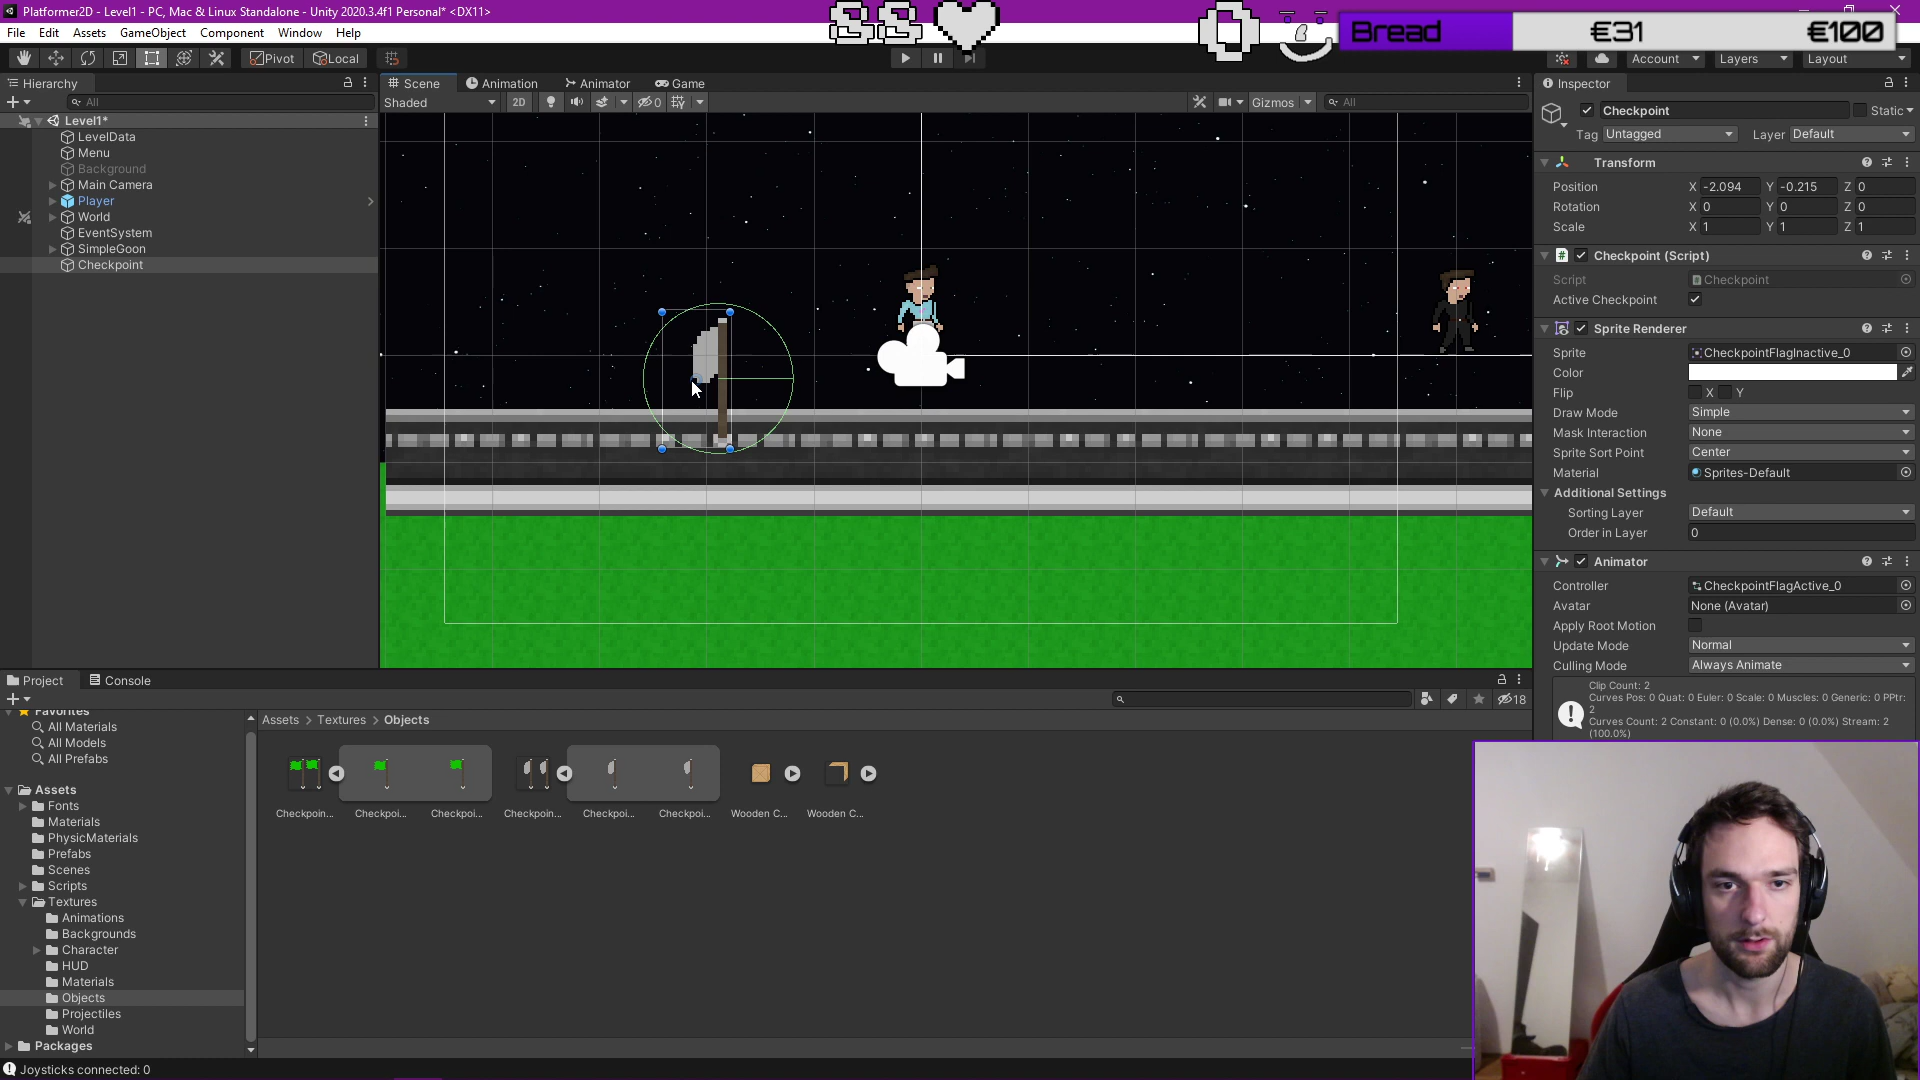 Platformer2D - Level1 - PC, Mac & Linux Standalone - Unity 2020.3.4f1 Personal* <DX11>
File Edit Assets GameObject Component Window Help
Bread €31 €100
Pivot Local
Account Layers Layout
Hierarchy
All
Level1*
LevelData
Menu
Background
Main Camera
Player
World
EventSystem
SimpleGoon
Checkpoint
Scene Animation Animator Game
Shaded 2D 0 Gizmos All
Inspector
Checkpoint Static
Tag Untagged Layer Default
Transform
Position X -2.094 Y -0.215 Z 0
Rotation X 0 Y 0 Z 0
Scale X 1 Y 1 Z 1
# Checkpoint (Script)
Script Checkpoint
Active Checkpoint
Sprite Renderer
Sprite CheckpointFlagInactive_0
Color
Flip X Y
Draw Mode Simple
Mask Interaction None
Sprite Sort Point Center
Material Sprites-Default
Additional Settings
Sorting Layer Default
Order in Layer 0
Animator
Controller CheckpointFlagActive_0
Avatar None (Avatar)
Apply Root Motion
Update Mode Normal
Culling Mode Always Animate
Clip Count: 2
Curves Pos: 0 Quat: 0 Euler: 0 Scale: 0 Muscles: 0 Generic: 0 PPtr:
2
Curves Count: 2 Constant: 0 (0.0%) Dense: 0 (0.0%) Stream: 2
(100.0%)
Project Console
18
Favorites
All Materials
All Models
All Prefabs
Assets
Fonts
Materials
PhysicMaterials
Prefabs
Scenes
Scripts
Textures
Animations
Backgrounds
Character
HUD
Materials
Objects
Projectiles
World
Packages
Assets > Textures > Objects
Checkpoin... Checkpoi... Checkpoi... Checkpoin... Checkpoi... Checkpoi... Wooden C... Wooden C...
Joysticks connected: 0